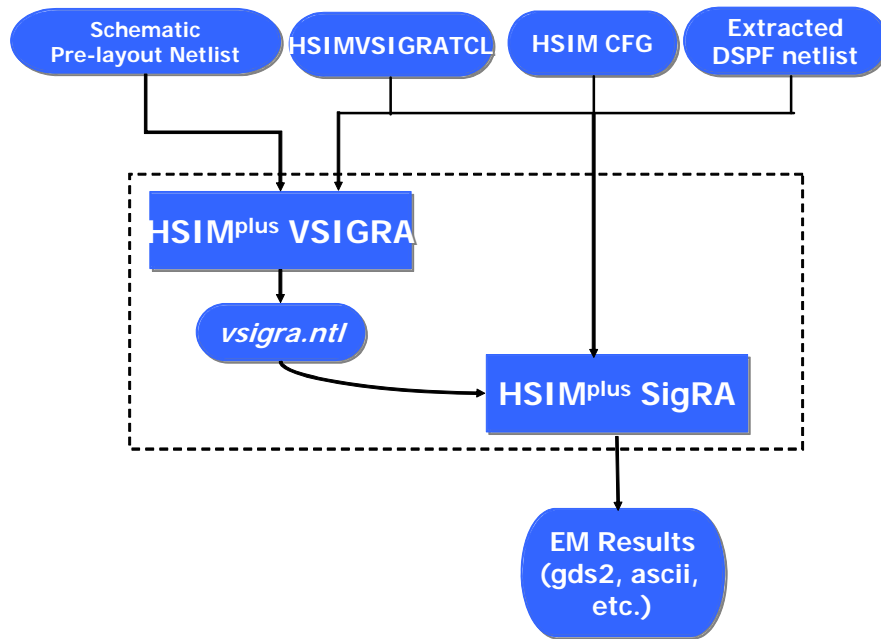 Schematic
Pre-layout Netlist
HSIMVSIGRATCL
HSIM CFG
Extracted
DSPF netlist
HSIMplus VSIGRA
vsigra.ntl
HSIMplus SigRA
EM Results
(gds2, ascii,
etc.)